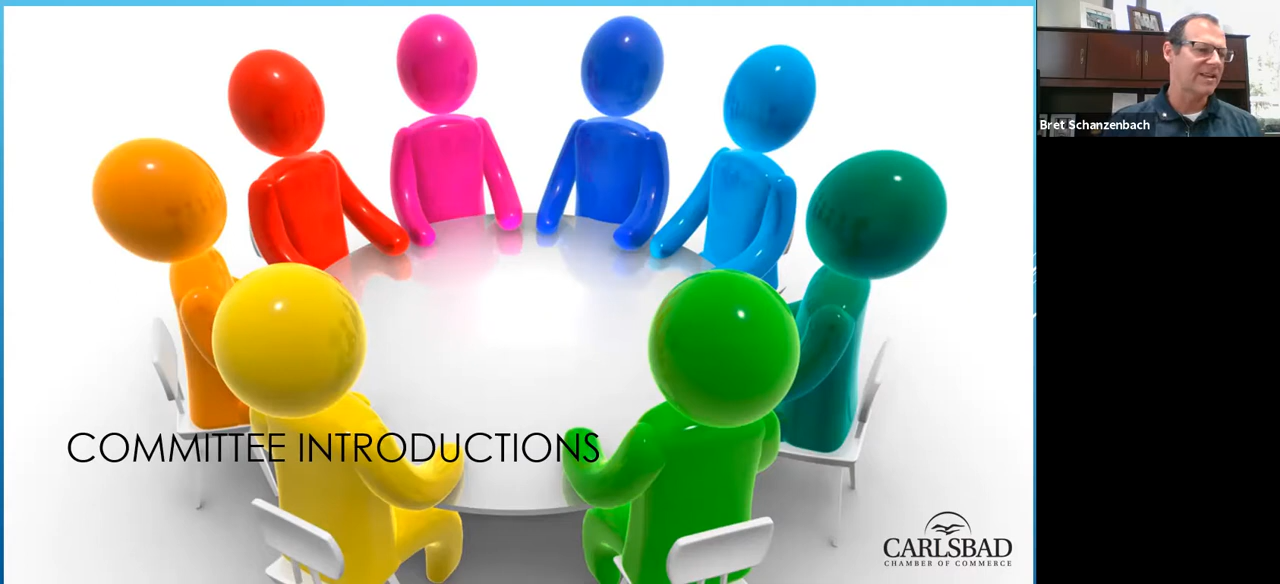 COMMITTEE INTRODUCTIONS
CARLSBAD
CHAMBER OF COMMERCE
Bret Schanzenbach